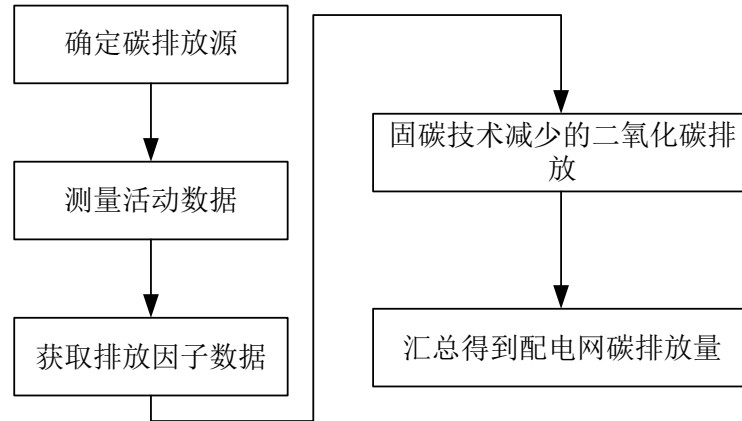 确定碳排放源
测量活动数据
获取排放因子数据
固碳技术减少的二氧化碳排
放
汇总得到配电网碳排放量